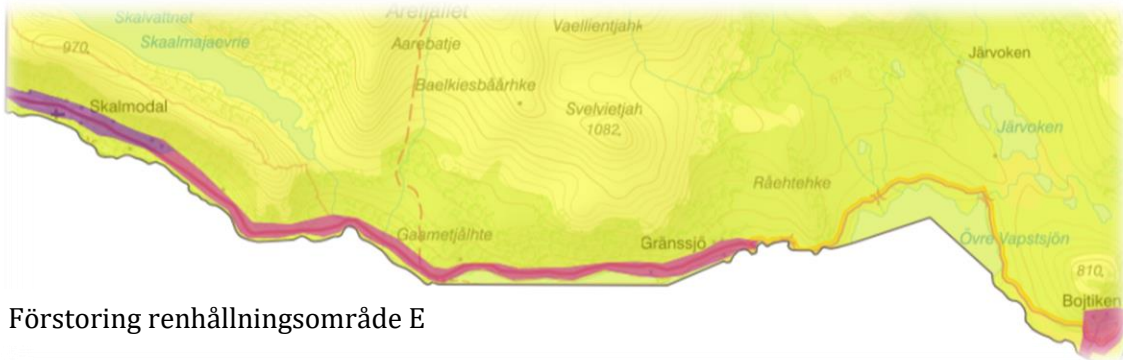 Skalvattnet
Skaalmajaevrie
970
Skalmodal
Arefjället
Aarebatje
Baelkiesbåårhke
Vaellientjahk
Svelvietjah
1082
Järvoken
675
Järvoken
Råehtehke
Gaametjålhte
Gränssjö
Övre Vapstsjön
810
Bojtiken
Förstoring renhållningsområde E